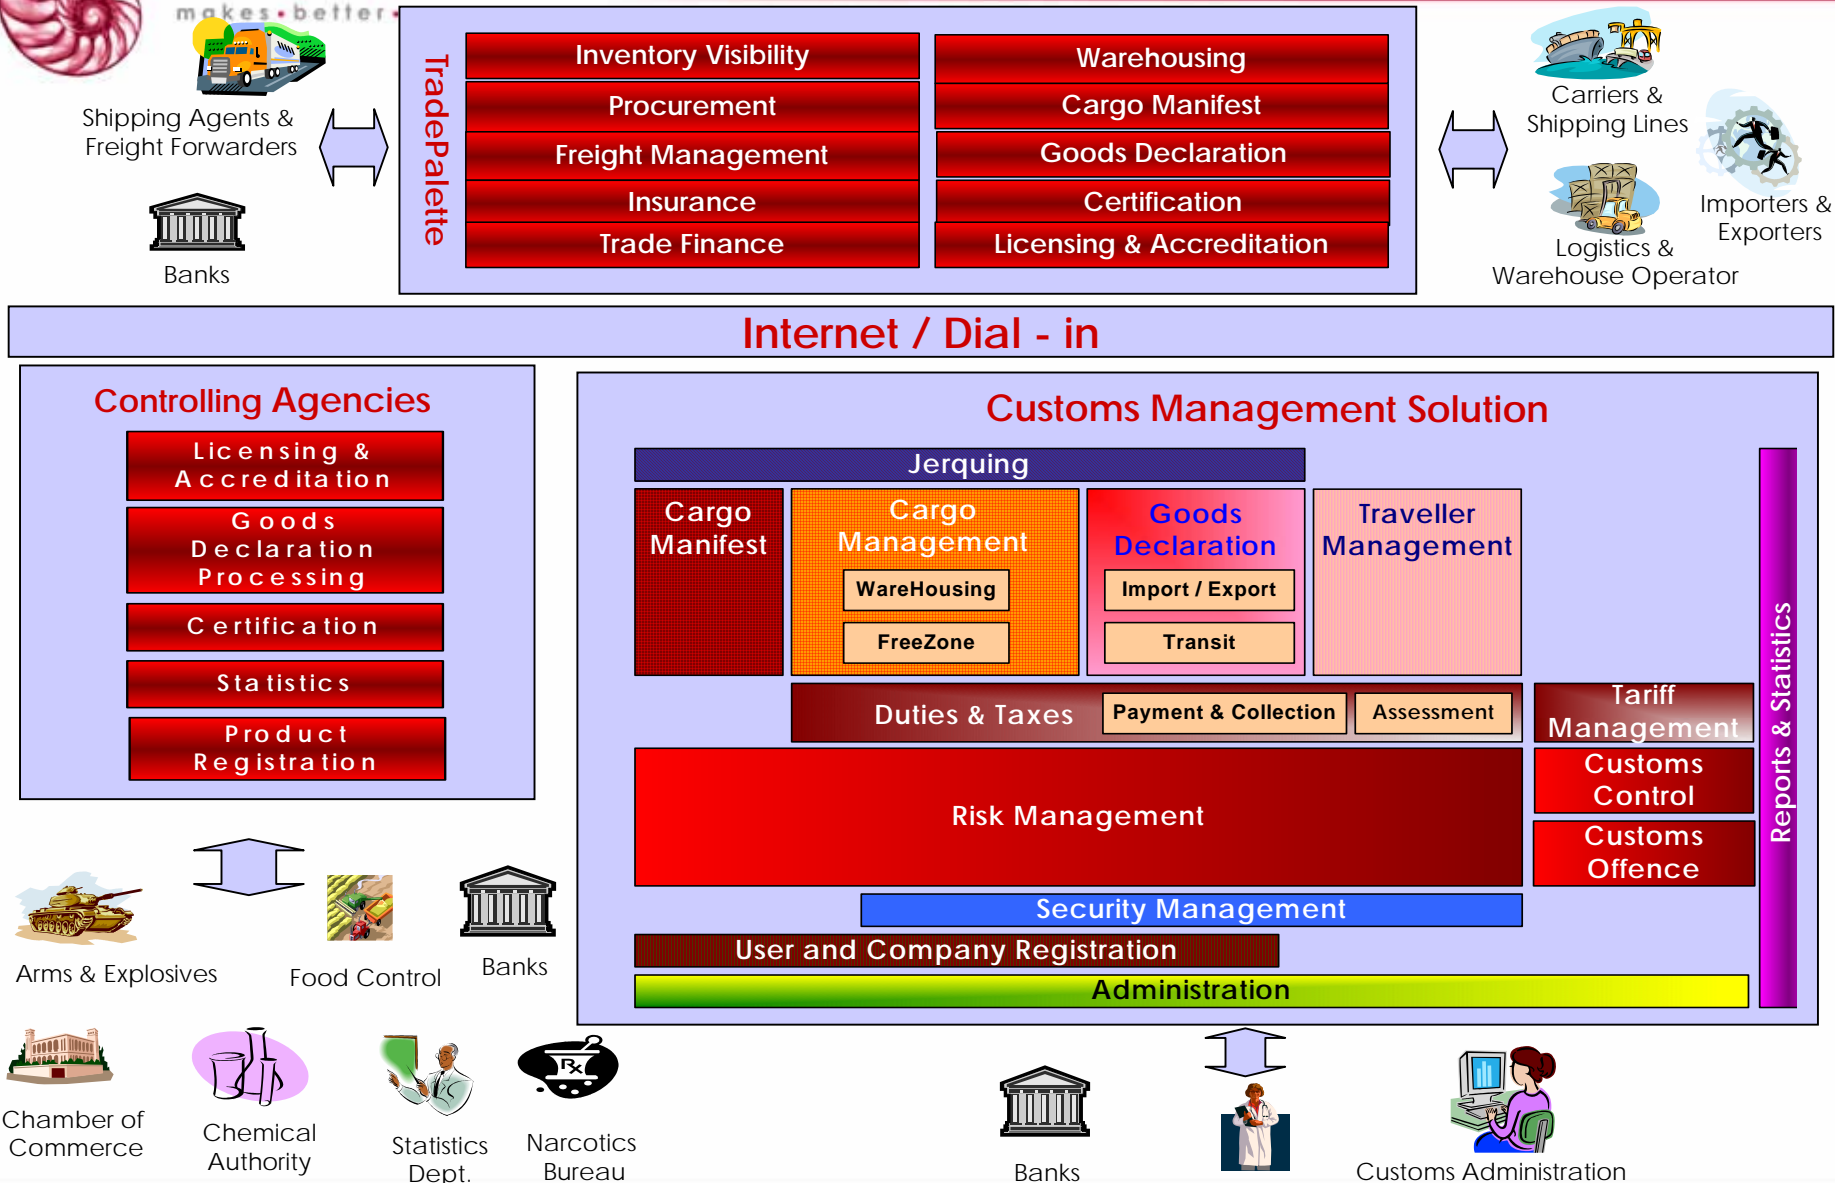 makes•better•
Shipping Agents &
Freight Forwarders
Banks
TradePalette
Inventory Visibility
Procurement
Freight Management
Insurance
Trade Finance
Warehousing
Cargo Manifest
Goods Declaration
Certification
Licensing & Accreditation
Carriers &
Shipping Lines
Importers &
Exporters
Logistics &
Warehouse Operator
Internet / Dial - in
Controlling Agencies
Licensing &
Accreditation
Goods
Declaration
Processing
Certification
Statistics
Product
Registration
Customs Management Solution
Jerquing
Cargo
Manifest
Cargo
Management
WareHousing
FreeZone
Goods
Declaration
Import / Export
Transit
Traveller
Management
Duties & Taxes
Payment & Collection
Assessment
Tariff
Management
Risk Management
Customs
Control
Customs
Offence
Security Management
User and Company Registration
Administration
Reports & Statistics
Arms & Explosives
Food Control
Banks
Chamber of
Commerce
Chemical
Authority
Statistics
Dept.
Rx
Narcotics
Bureau
Banks
Customs Administration